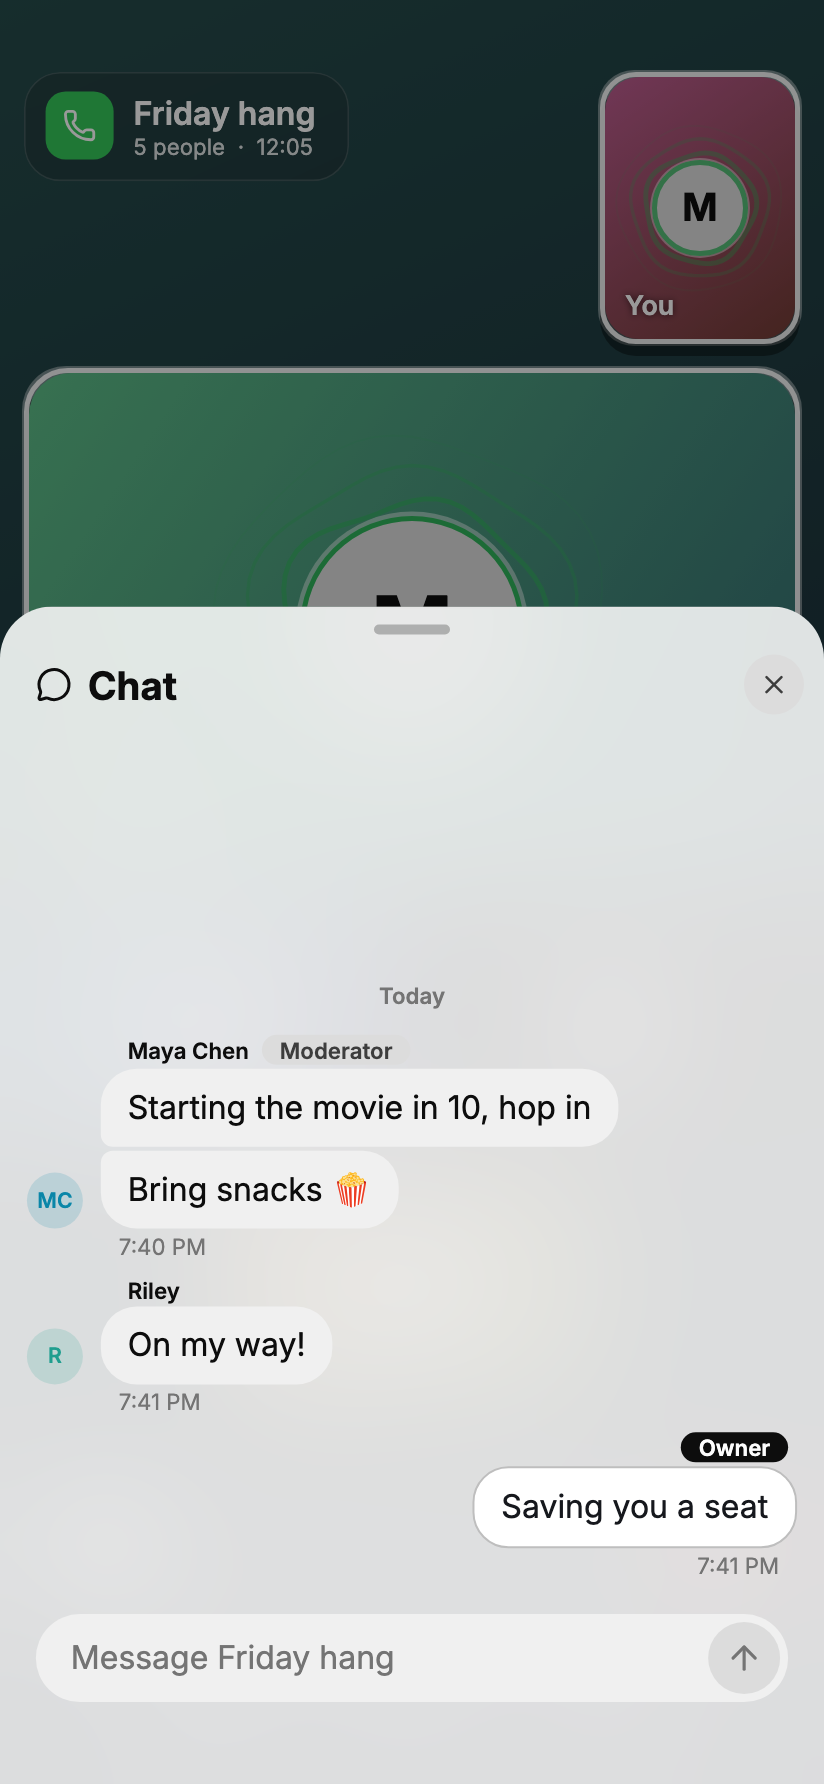 Friday hang
5 people · 12:05
M
You
Chat
Today
Maya Chen Moderator
Starting the movie in 10, hop in
MC
Bring snacks 🍿
7:40 PM
Riley
R
On my way!
7:41 PM
Owner
Saving you a seat
7:41 PM
Message Friday hang